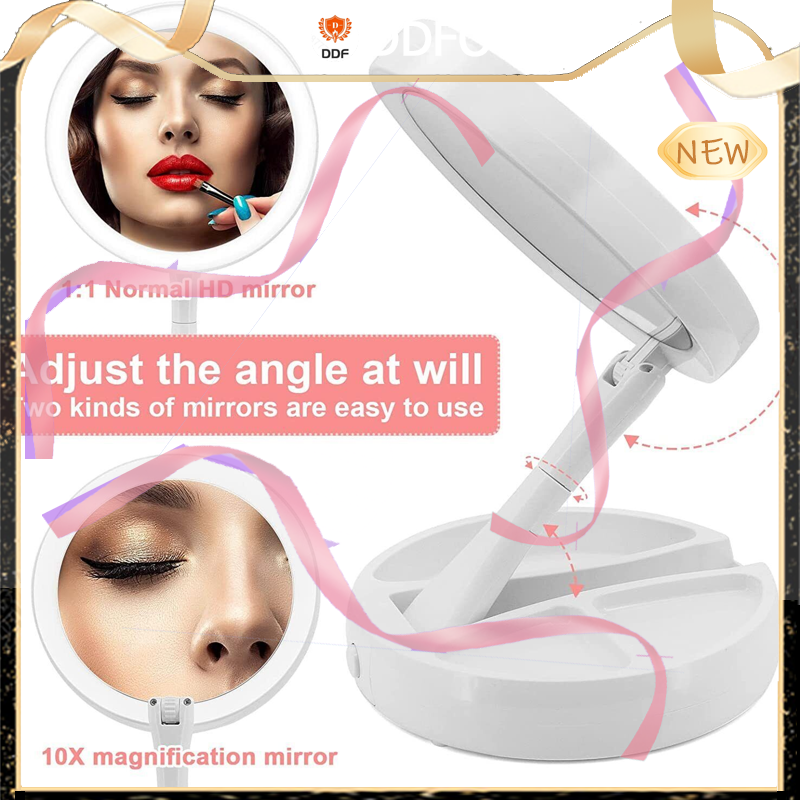 DDF
NEW
1:1 Normal HD mirror
Adjust the angle at will
Two kinds of mirrors are easy to use
10X magnification mirror